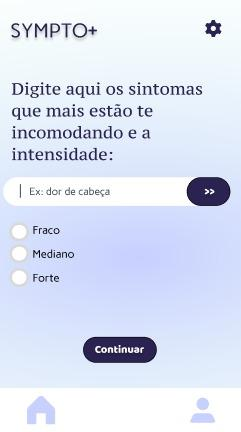 SYMPTO+
Digite aqui os sintomas
que mais estão te
incomodando e a
intensidade:
Ex: dor de cabeça
>>
Fraco
Mediano
Forte
Continuar